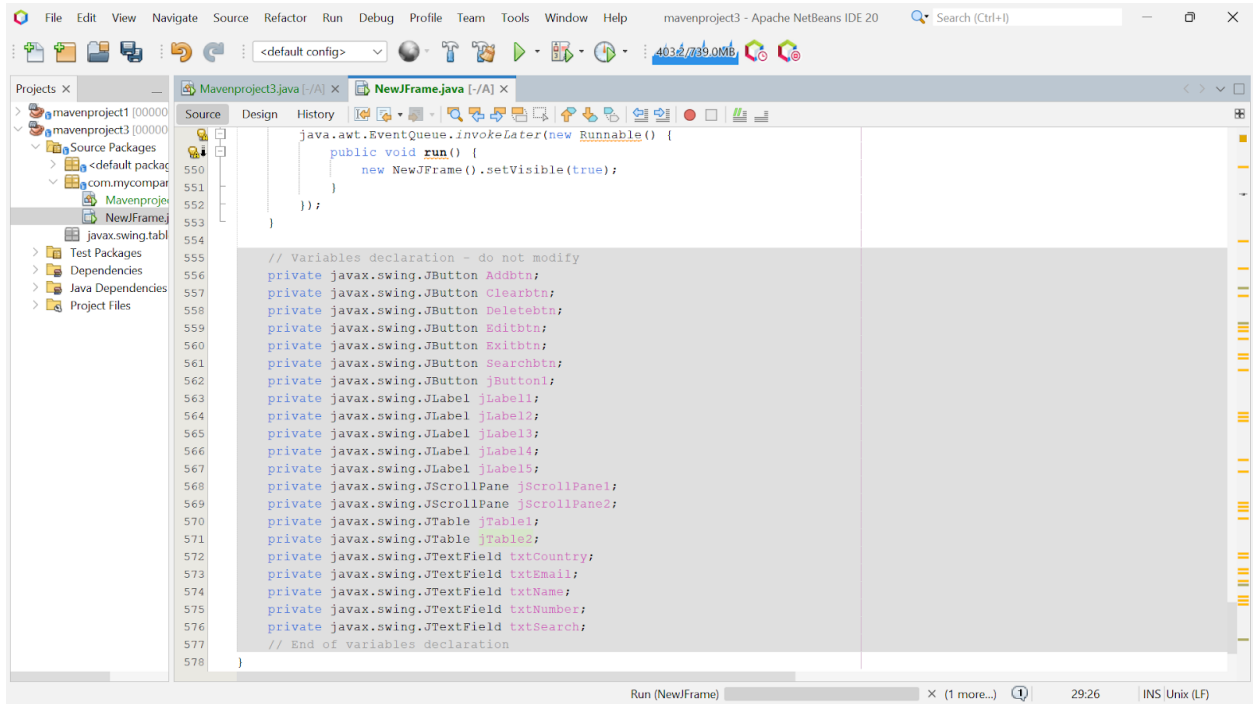 File Edit View Navigate Source Refactor Run Debug Profile Team Tools Window Help mavenproject3 - Apache NetBeans IDE 20 Search (Ctrl+I)
<default config> 403.2/739.0MB
Projects Mavenproject3.java [-/A] NewJFrame.java [-/A]
Source Design History
mavenproject1 [00000
mavenproject3 [00000
Source Packages
<default packag
com.mycompar
Mavenproje
NewJFrame.j
javax.swing.tabl
Test Packages
Dependencies
Java Dependencies
Project Files
java.awt.EventQueue.invokeLater(new Runnable() {
public void run() {
550 new NewJFrame().setVisible(true);
551 }
552 });
553 }
554
555 // Variables declaration - do not modify
556 private javax.swing.JButton Addbtn;
557 private javax.swing.JButton Clearbtn;
558 private javax.swing.JButton Deletebtn;
559 private javax.swing.JButton Editbtn;
560 private javax.swing.JButton Exitbtn;
561 private javax.swing.JButton Searchbtn;
562 private javax.swing.JButton jButton1;
563 private javax.swing.JLabel jLabel1;
564 private javax.swing.JLabel jLabel2;
565 private javax.swing.JLabel jLabel3;
566 private javax.swing.JLabel jLabel4;
567 private javax.swing.JLabel jLabel5;
568 private javax.swing.JScrollPane jScrollPane1;
569 private javax.swing.JScrollPane jScrollPane2;
570 private javax.swing.JTable jTable1;
571 private javax.swing.JTable jTable2;
572 private javax.swing.JTextField txtCountry;
573 private javax.swing.JTextField txtEmail;
574 private javax.swing.JTextField txtName;
575 private javax.swing.JTextField txtNumber;
576 private javax.swing.JTextField txtSearch;
577 // End of variables declaration
578 }
Run (NewJFrame) (1 more...) 1 29:26 INS Unix (LF)